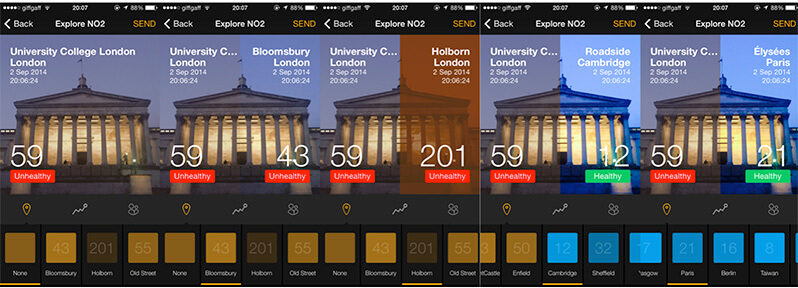 giffgaff 20:07 88%
Back Explore NO2 SEND
University College London
London
2 Sep 2014
20:06:24
59
Unhealthy
43 201 55
None Bloomsbury Holborn Old Street
giffgaff 20:07 88%
Back Explore NO2 SEND
University C... Bloomsbury
London London
2 Sep 2014 2 Sep 2014
20:06:24 20:06:24
59 43
Unhealthy Unhealthy
43 201 55
None Bloomsbury Holborn Old Street
giffgaff 20:07 88%
Back Explore NO2 SEND
University C... Holborn
London London
2 Sep 2014 2 Sep 2014
20:06:24 20:06:24
59 201
Unhealthy Unhealthy
43 201 55
None Bloomsbury Holborn Old Street
giffgaff 20:07 88%
Back Explore NO2 SEND
University C... Roadside
London Cambridge
2 Sep 2014 2 Sep 2014
20:06:24 20:06:24
59 12
Unhealthy Healthy
50 12 32
Enfield Cambridge Sheffield
giffgaff 20:07 88%
Back Explore NO2 SEND
University C... Élysées
London Paris
2 Sep 2014 2 Sep 2014
20:06:24 20:06:24
59 21
Unhealthy Healthy
21 16 8
Paris Berlin Taiwan